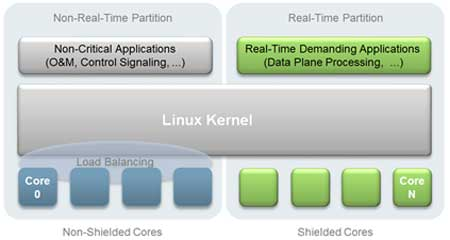 Non-Real-Time Partition
Real-Time Partition
Non-Critical Applications
(O&M, Control Signaling, ...)
Real-Time Demanding Applications
(Data Plane Processing, ...)
Linux Kernel
Load Balancing
Core
0
Core
N
Non-Shielded Cores
Shielded Cores